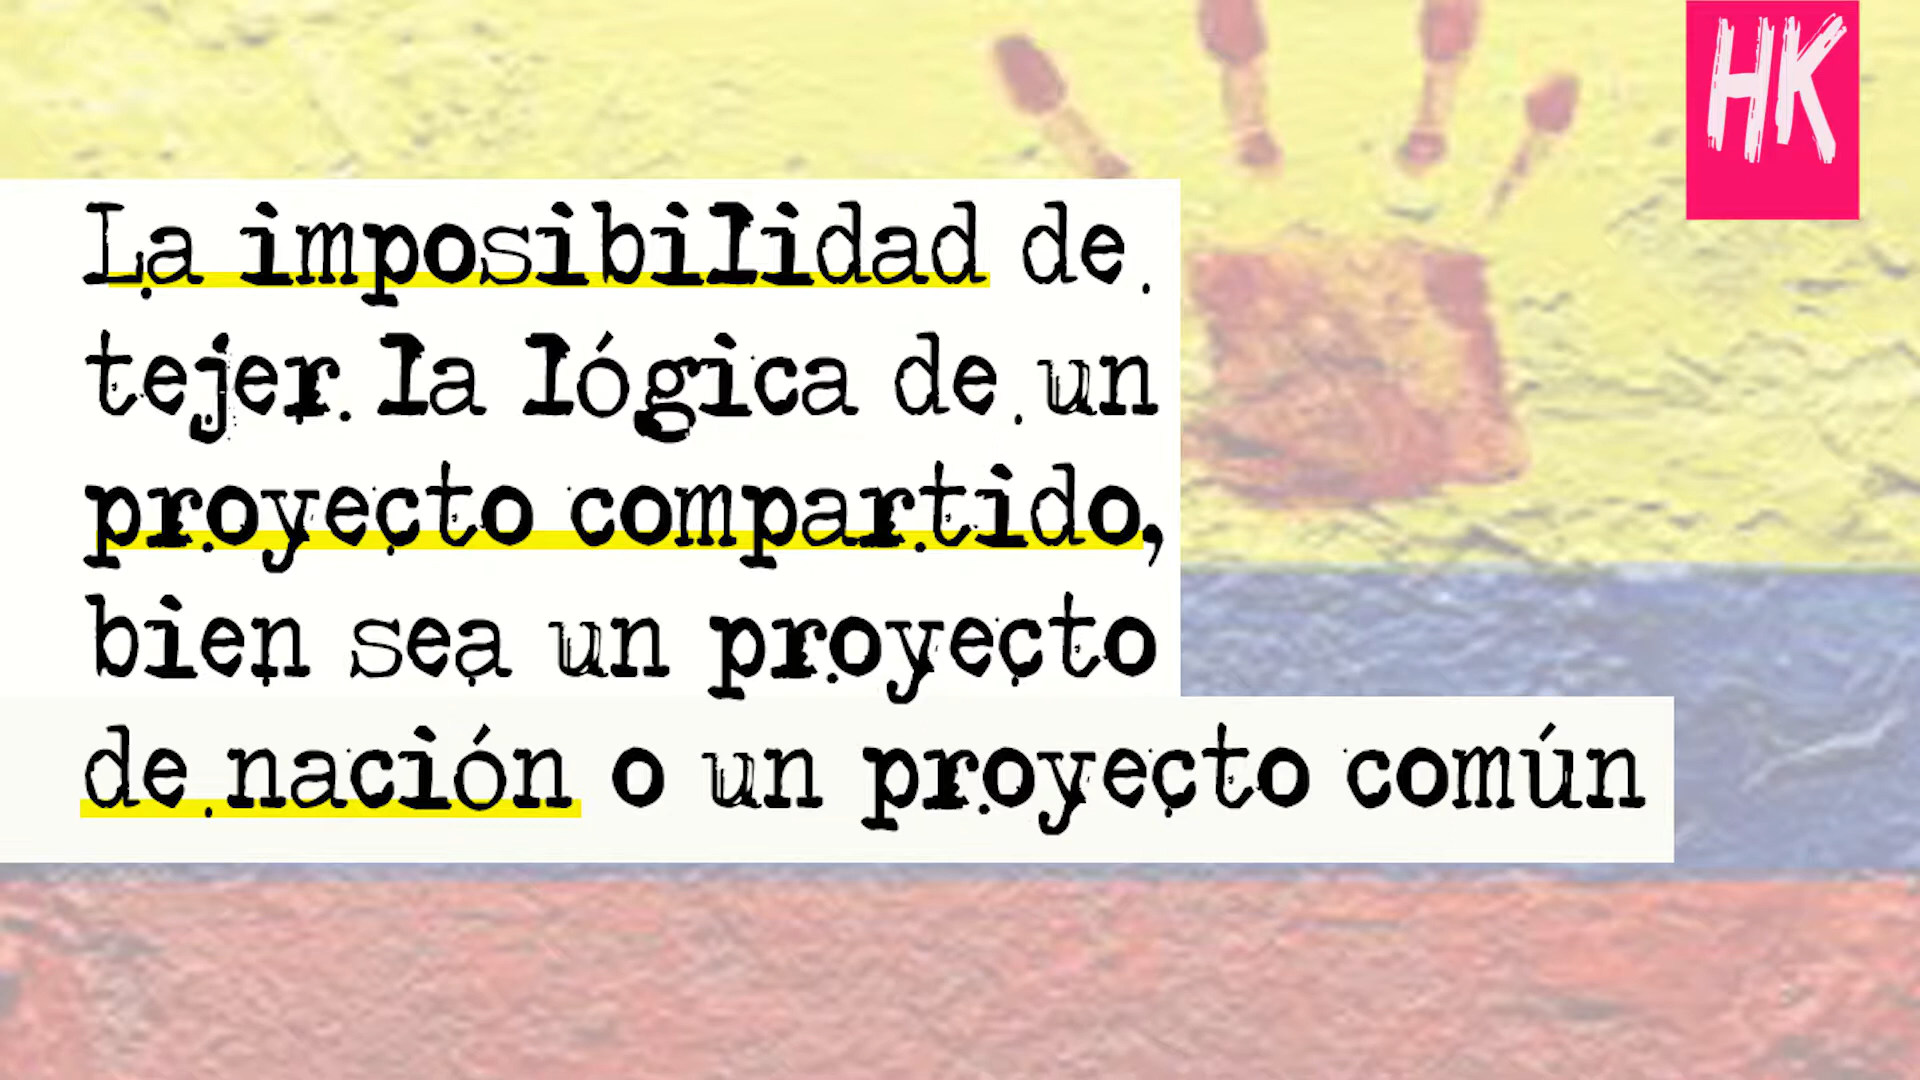 HK
La imposibilidad de
tejer la lógica de un
proyecto compartido,
bien sea un proyecto
de nación o un proyecto común